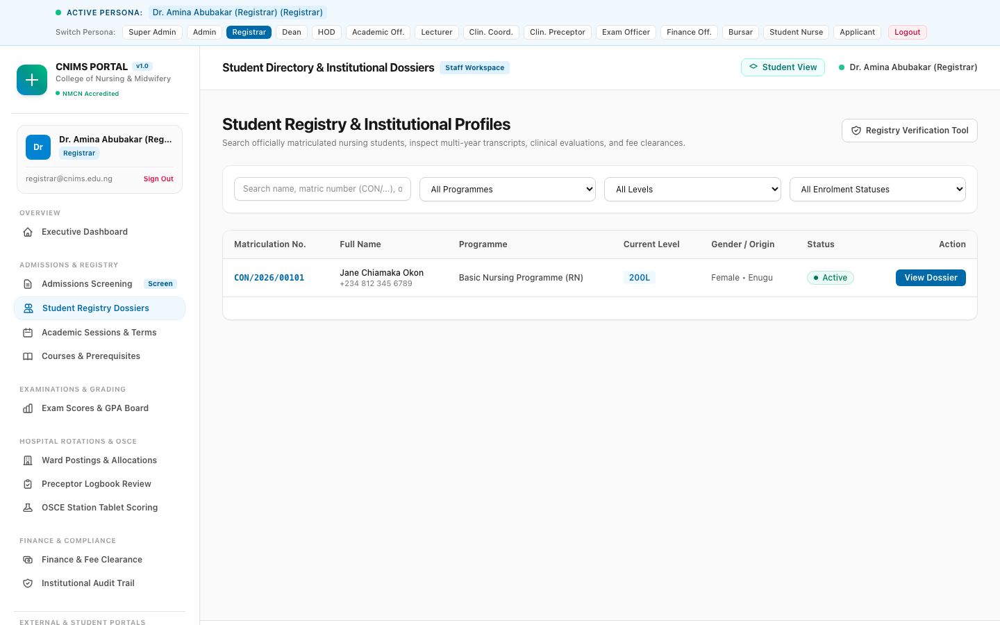 ACTIVE PERSONA: Dr. Amina Abubakar (Registrar) (Registrar)
Switch Persona: Super Admin Admin Registrar Dean HOD Academic Off. Lecturer Clin. Coord. Clin. Preceptor Exam Officer Finance Off. Bursar Student Nurse Applicant Logout
CNIMS PORTAL v1.0
College of Nursing & Midwifery
NMCN Accredited
Dr
Dr. Amina Abubakar (Reg...
Registrar
registrar@cnims.edu.ng Sign Out
OVERVIEW
Executive Dashboard
ADMISSIONS & REGISTRY
Admissions Screening Screen
Student Registry Dossiers
Academic Sessions & Terms
Courses & Prerequisites
EXAMINATIONS & GRADING
Exam Scores & GPA Board
HOSPITAL ROTATIONS & OSCE
Ward Postings & Allocations
Preceptor Logbook Review
OSCE Station Tablet Scoring
FINANCE & COMPLIANCE
Finance & Fee Clearance
Institutional Audit Trail
EXTERNAL & STUDENT PORTALS
Student Directory & Institutional Dossiers Staff Workspace
Student View Dr. Amina Abubakar (Registrar)
Student Registry & Institutional Profiles
Search officially matriculated nursing students, inspect multi-year transcripts, clinical evaluations, and fee clearances.
Registry Verification Tool
Search name, matric number (CON/...), o
All Programmes
All Levels
All Enrolment Statuses
Matriculation No. Full Name Programme Current Level Gender / Origin Status Action
CON/2026/00101 Jane Chiamaka Okon Basic Nursing Programme (RN) 200L Female • Enugu Active View Dossier
+234 812 345 6789